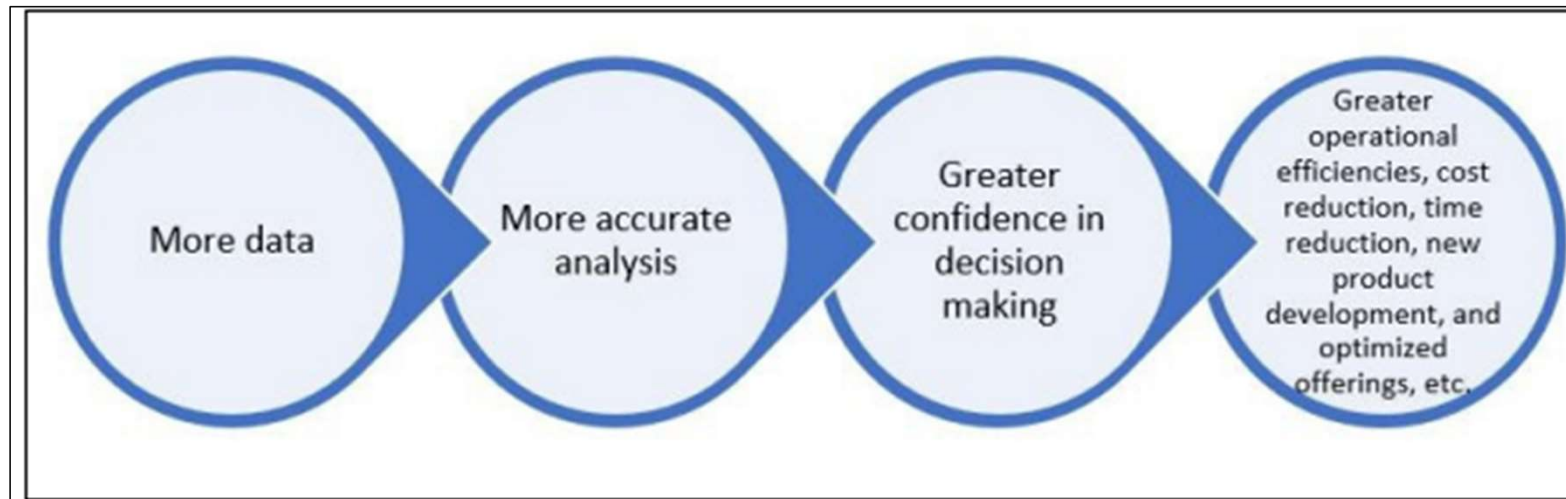 More data
More accurate
analysis
Greater
confidence in
decision
making
Greater
operational
efficiencies, cost
reduction, time
reduction, new
product
development, and
optimized
offerings, etc.